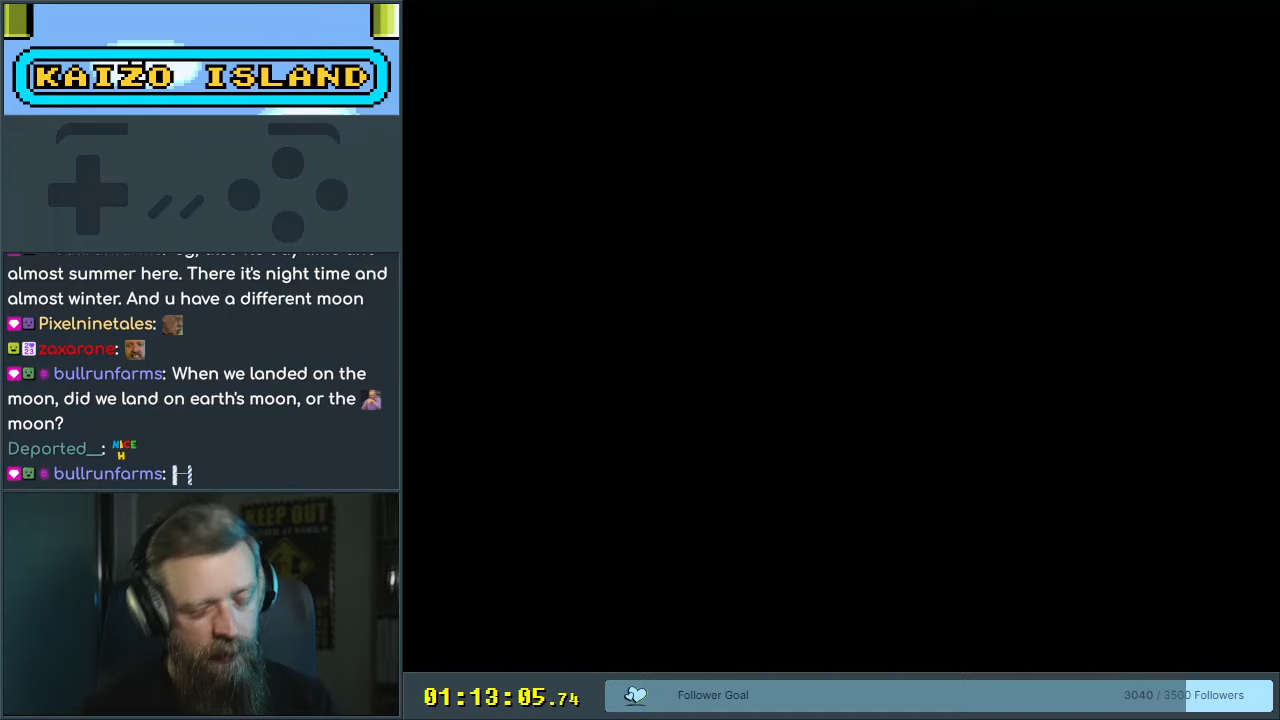 KAIZO ISLAND
almost summer here. There it's night time and
almost winter. And u have a different moon
Pixelninetales:
zaxarone:
bullrunfarms: When we landed on the
moon, did we land on earth's moon, or the
moon?
Deported__: NICE
H
bullrunfarms:
KEEP OUT
01:13:05.74
Follower Goal
3040 / 3500 Followers